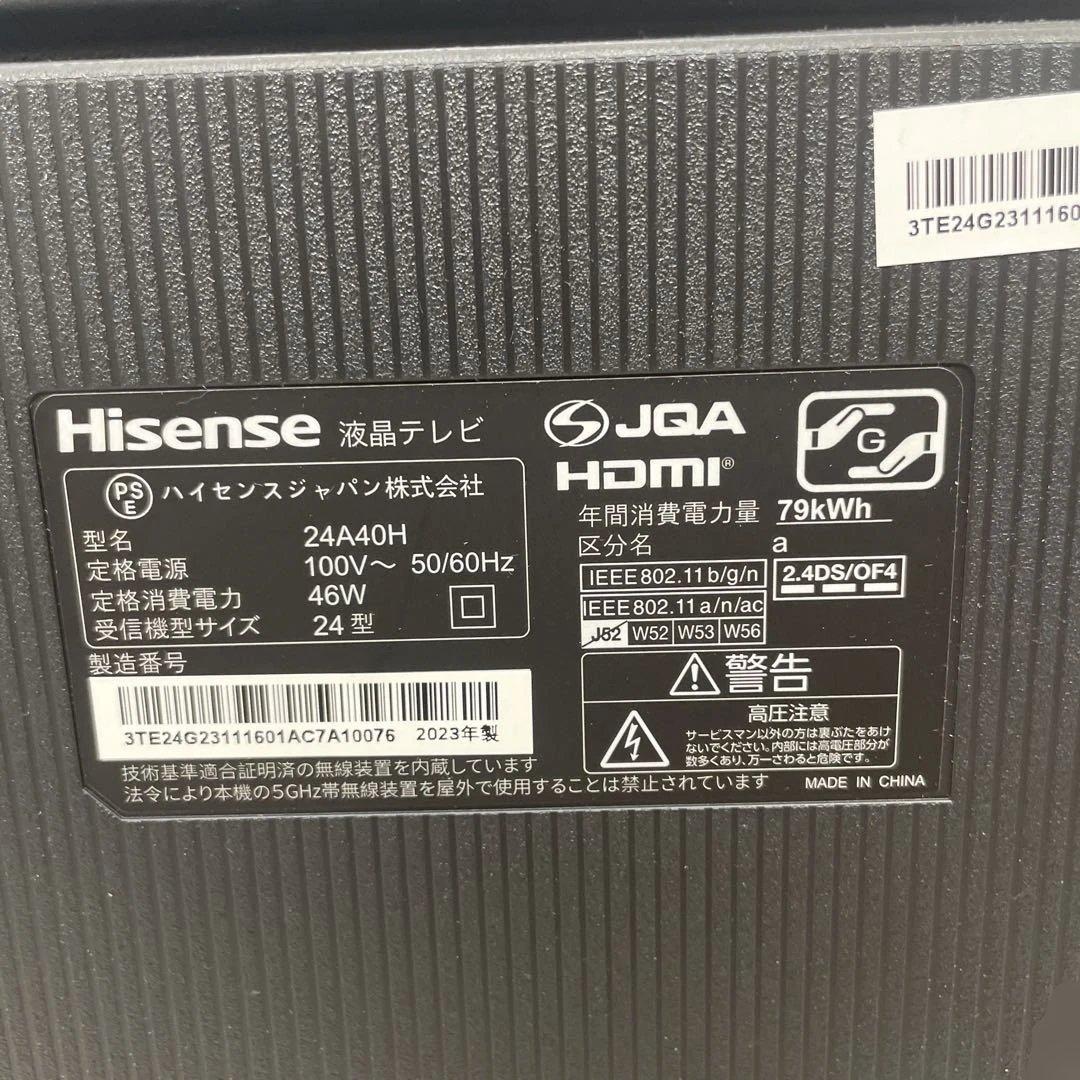 3TE24G2311160
Hisense 液晶テレビ
PS E ハイセンスジャパン株式会社
型名 24A40H
定格電源 100V～ 50/60Hz
定格消費電力 46W
受信機型サイズ 24型
製造番号
3TE24G23111601AC7A10076 2023年製
技術基準適合証明済の無線装置を内蔵しています
法令により本機の5GHz帯無線装置を屋外で使用することは禁止されています
JQA
HDMI®
G
年間消費電力量 79kWh
区分名 a
IEEE802.11b/g/n
2.4DS/OF4
IEEE802.11a/n/ac
J52 W52 W53 W56
警告
高圧注意
サービスマン以外の方は裏ぶたをあけ
ないでください。内部には高電圧部分が
数多くあり、万一さわると危険です。
MADE IN CHINA